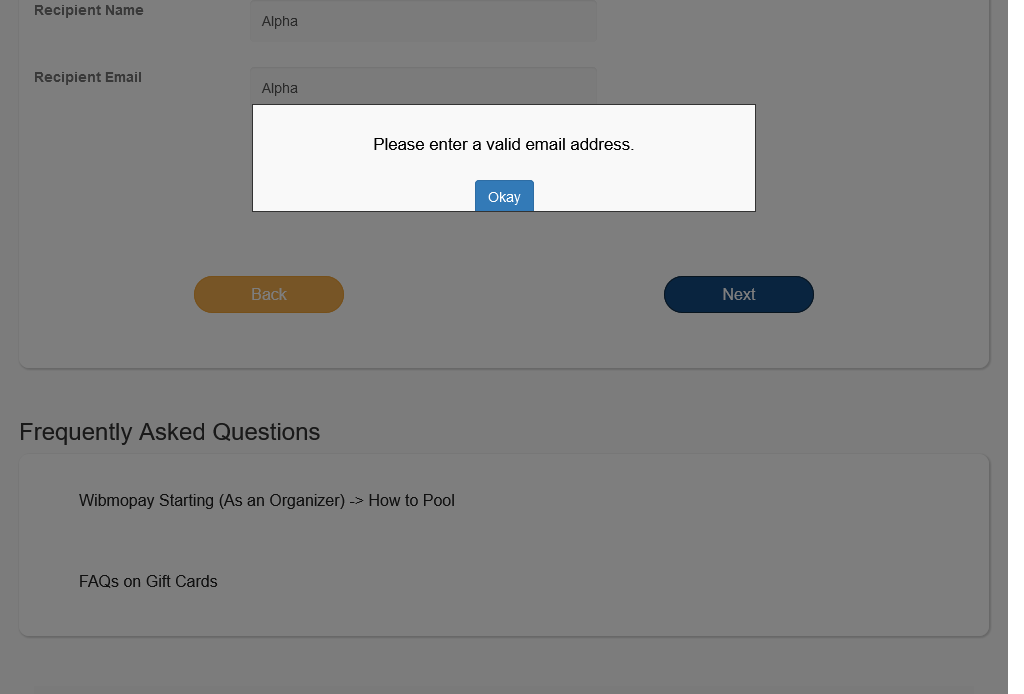 Recipient Name
Alpha
Recipient Email
Alpha
Please enter a valid email address.
Okay
Back
Next
Frequently Asked Questions
Wibmopay Starting (As an Organizer) -> How to Pool
FAQs on Gift Cards